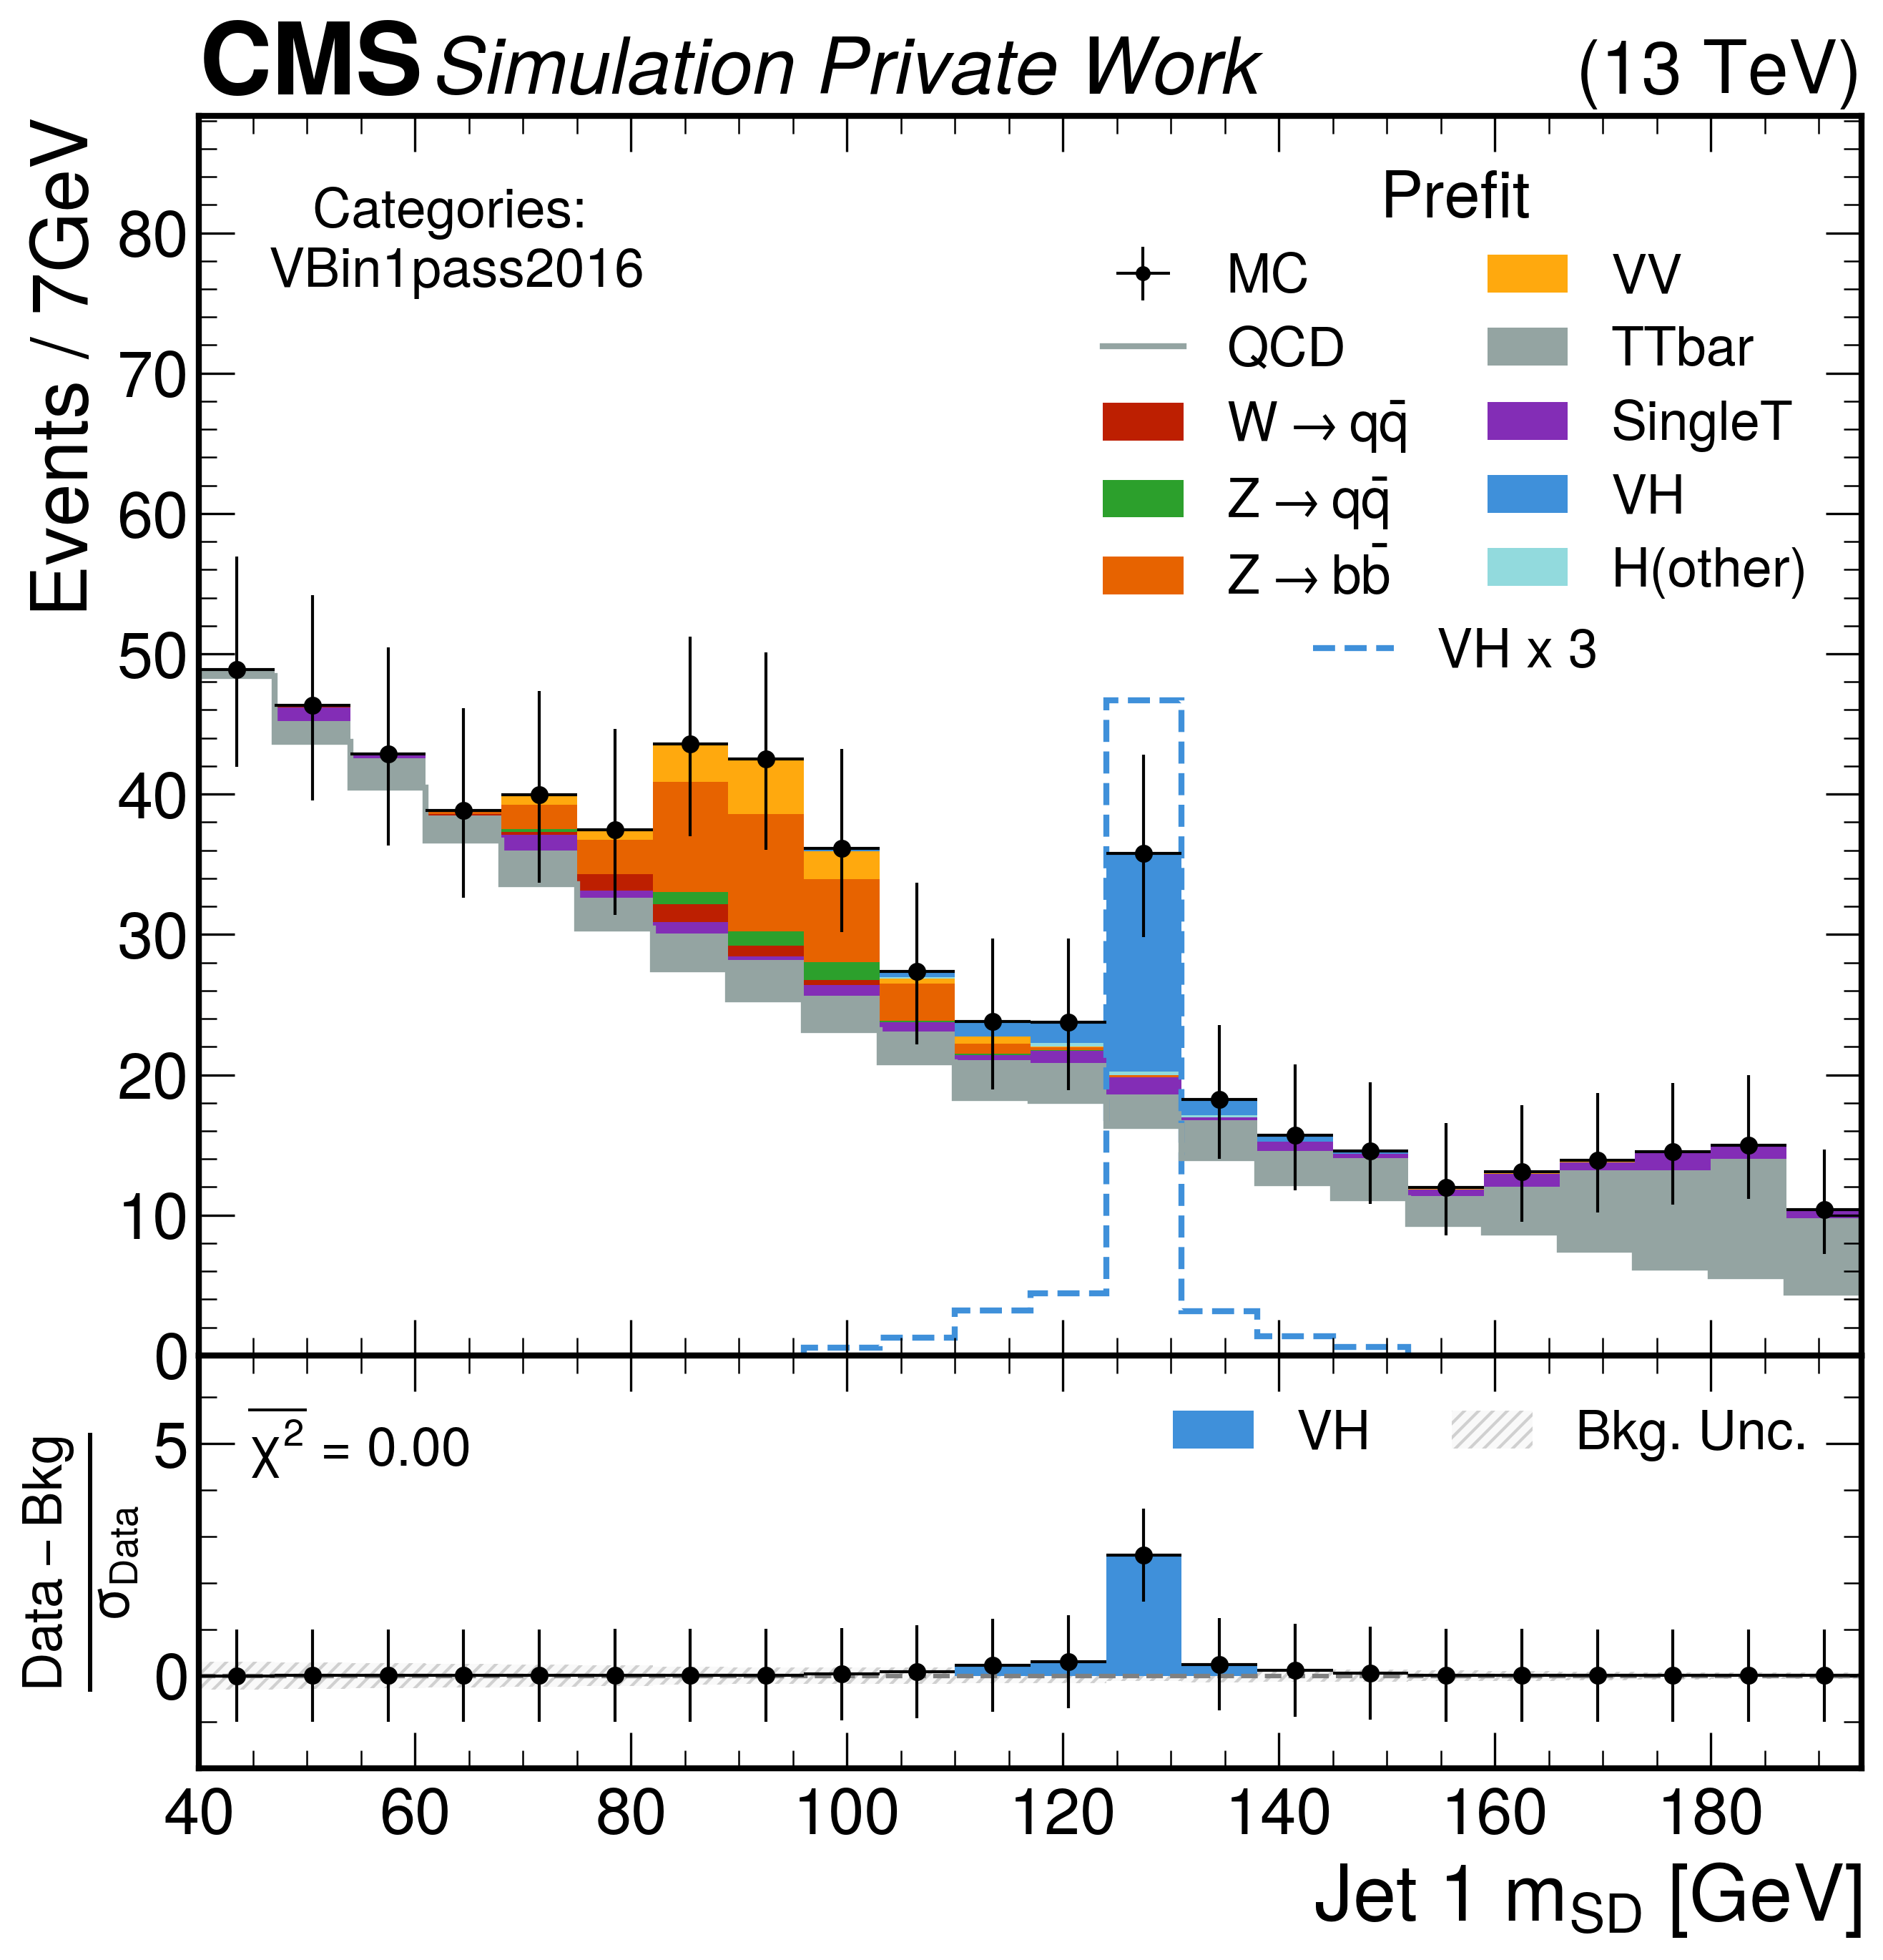 CMS Simulation Private Work (13 TeV)
Events / 7GeV
Categories:
VBin1pass2016
Prefit
MC
QCD
W → qq̄
Z → qq̄
Z → bb̄
VV
TTbar
SingleT
VH
H(other)
VH x 3
80
70
60
50
40
30
20
10
0
Data − Bkg
σData
χ² = 0.00
VH
Bkg. Unc.
5
0
40 60 80 100 120 140 160 180
Jet 1 mSD [GeV]